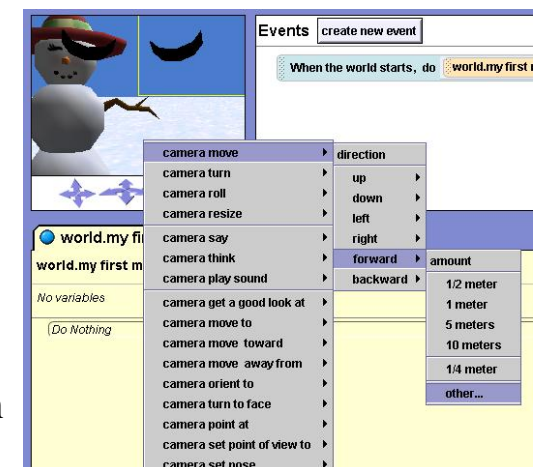 Events create new event
When the world starts, do world.my first
camera move
camera turn
camera roll
camera resize
camera say
camera think
camera play sound
camera get a good look at
camera move to
camera move toward
camera move away from
camera orient to
camera turn to face
camera point at
camera set point of view to
camera set pose
direction
up
down
left
right
forward
backward
amount
1/2 meter
1 meter
5 meters
10 meters
1/4 meter
other...
world.my fi
world.my first m
No variables
Do Nothing